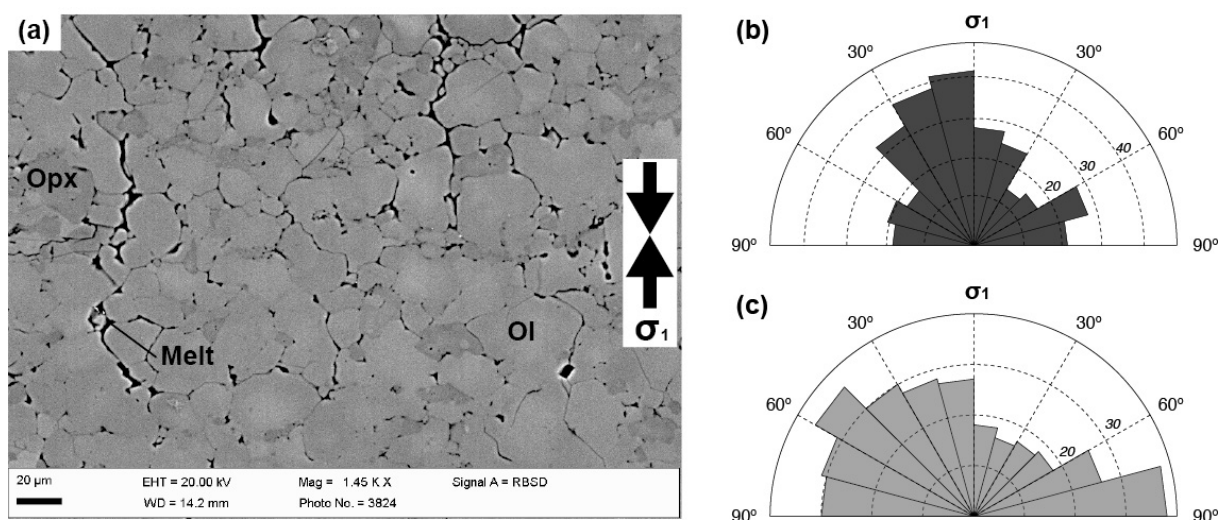 (a)
Opx
Melt
Ol
σ1
20 µm
EHT = 20.00 kV
Mag = 1.45 K X
Signal A = RBSD
WD = 14.2 mm
Photo No. = 3824
(b)
σ1
30º
30º
60º
60º
40
30
20
90º
90º
(c)
σ1
30º
30º
60º
60º
30
20
90º
90º